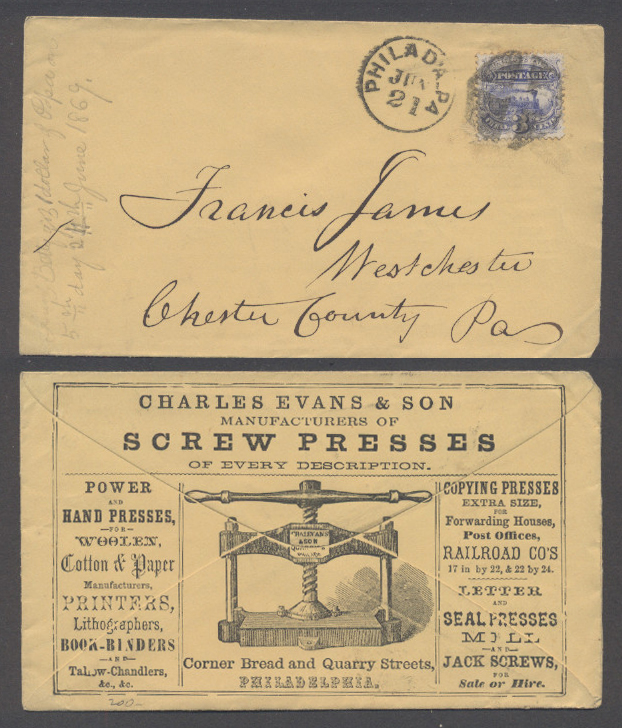 PHILAD'A. PA
JUN
21
POSTAGE
3
Francis James
Westchester
Chester County Pa
day 24th June 1869.
CHARLES EVANS & SON
MANUFACTURERS OF
SCREW PRESSES
OF EVERY DESCRIPTION.
POWER
AND
HAND PRESSES,
-FOR-
WOOLEN,
Cotton & Paper
Manufacturers,
PRINTERS,
Lithographers,
BOOK-BINDERS
-AND-
Tallow-Chandlers,
&c., &c.
CHAS. EVANS
& SON
COPYING PRESSES
EXTRA SIZE,
FOR
Forwarding Houses,
Post Offices,
RAILROAD CO'S
17 in by 22, & 22 by 24.
LETTER
AND
SEAL PRESSES
MILL
-AND-
JACK SCREWS,
FOR
Sale or Hire.
Corner Bread and Quarry Streets,
PHILADELPHIA.
200-